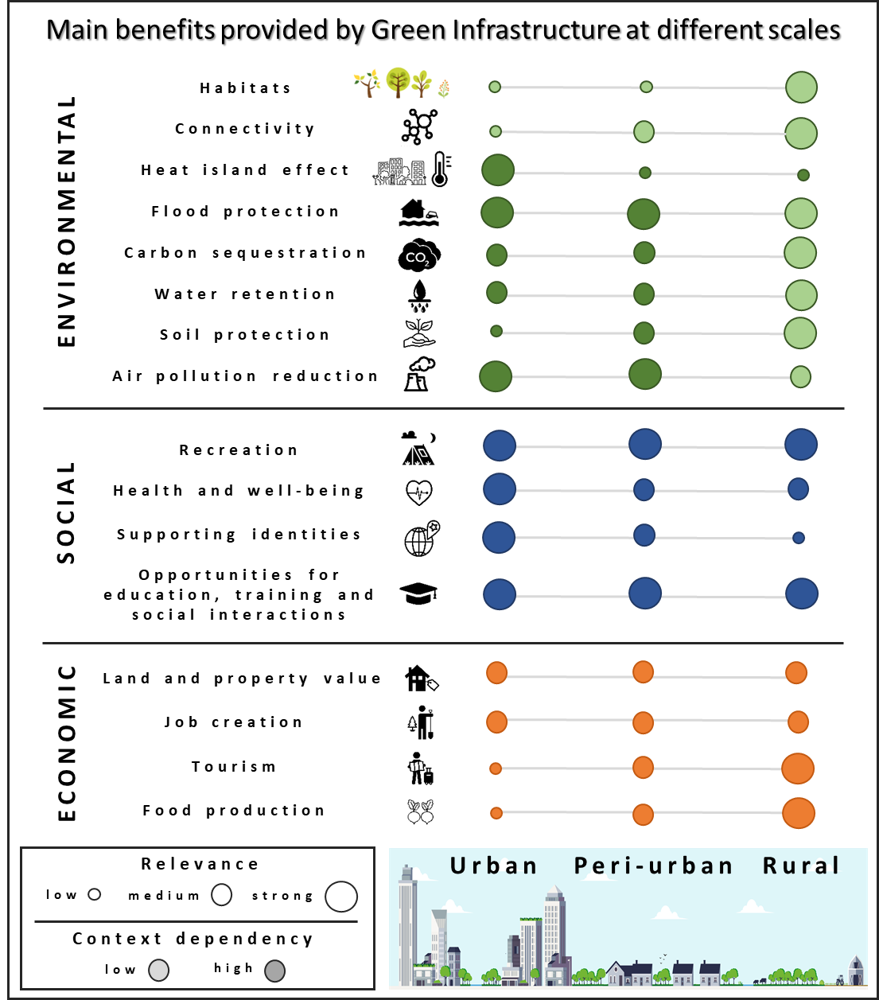 Main benefits provided by Green Infrastructure at different scales
ENVIRONMENTAL
Habitats
Connectivity
Heat island effect
Flood protection
Carbon sequestration
CO2
Water retention
Soil protection
Air pollution reduction
SOCIAL
Recreation
Health and well-being
Supporting identities
Opportunities for
education, training and
social interactions
ECONOMIC
Land and property value
Job creation
Tourism
Food production
Relevance
low medium strong
Context dependency
low high
Urban Peri-urban Rural